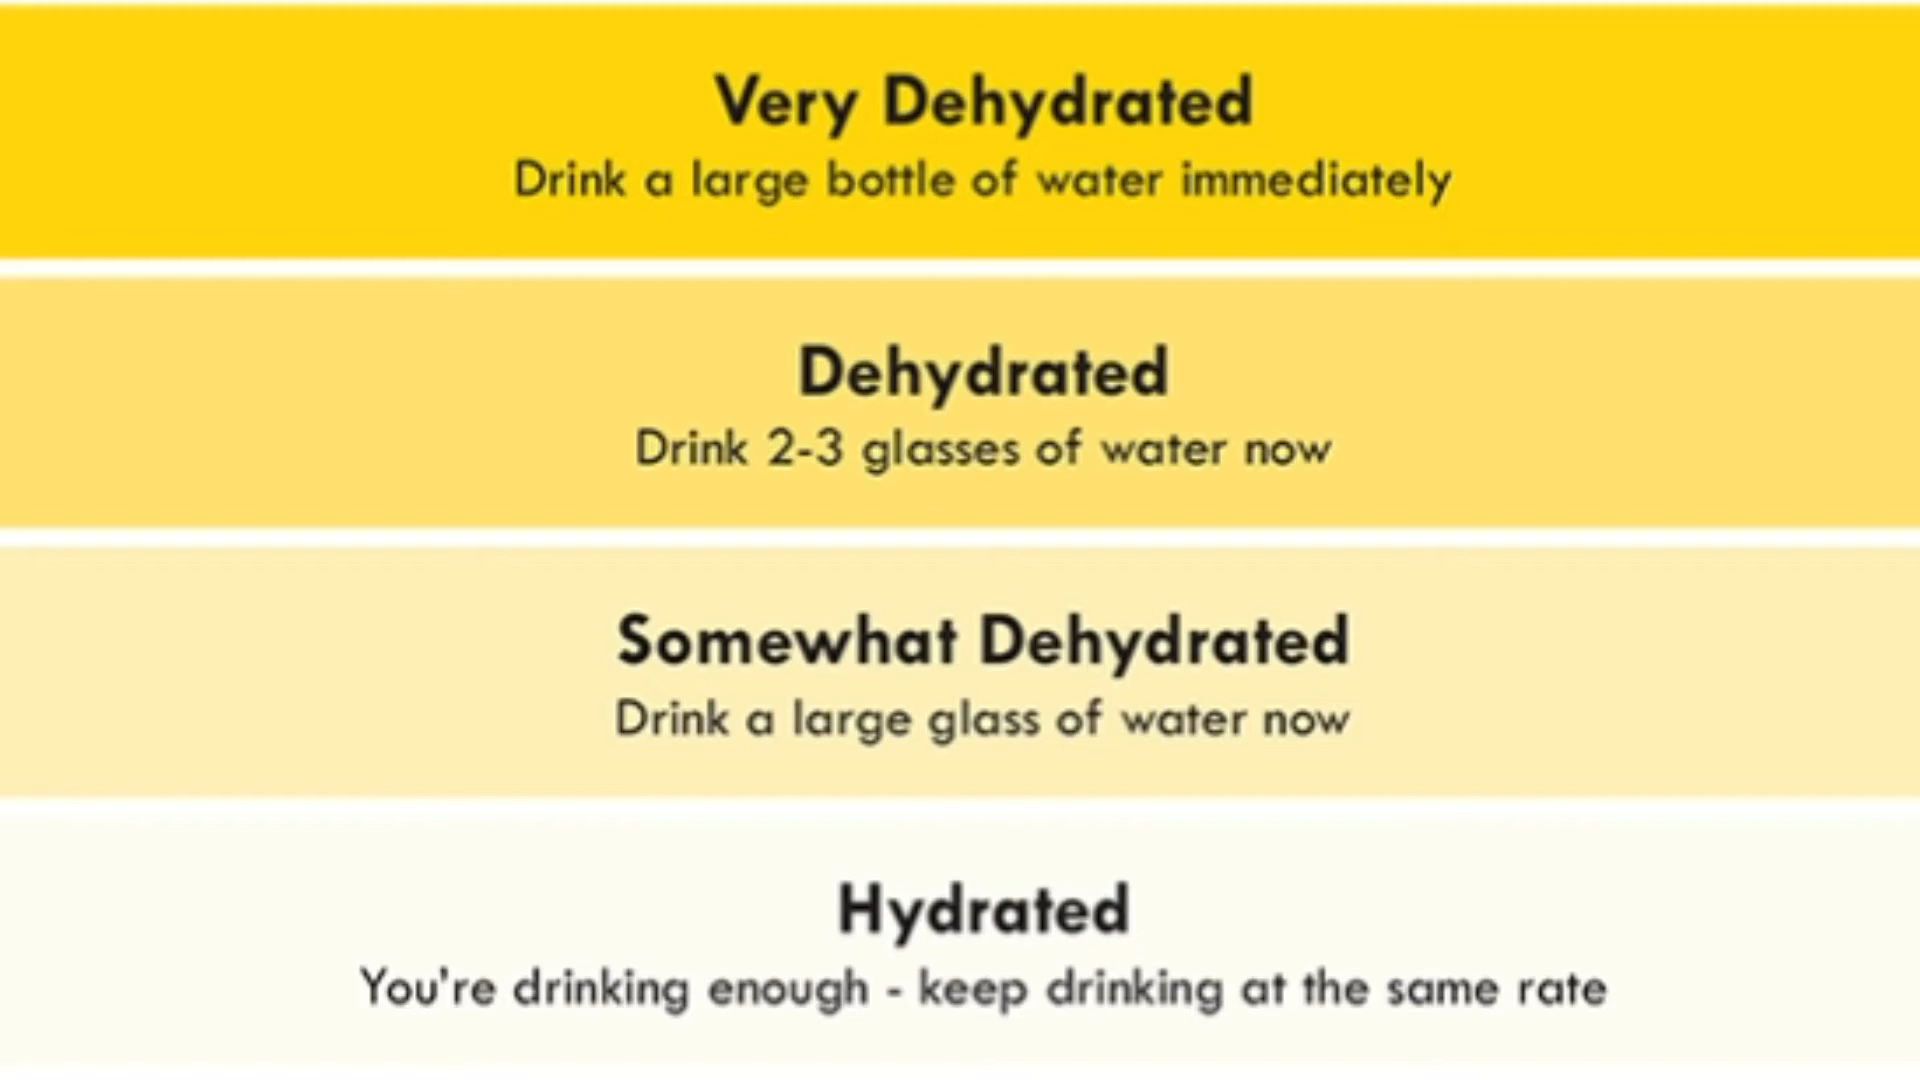 Very Dehydrated
Drink a large bottle of water immediately
Dehydrated
Drink 2-3 glasses of water now
Somewhat Dehydrated
Drink a large glass of water now
Hydrated
You're drinking enough - keep drinking at the same rate